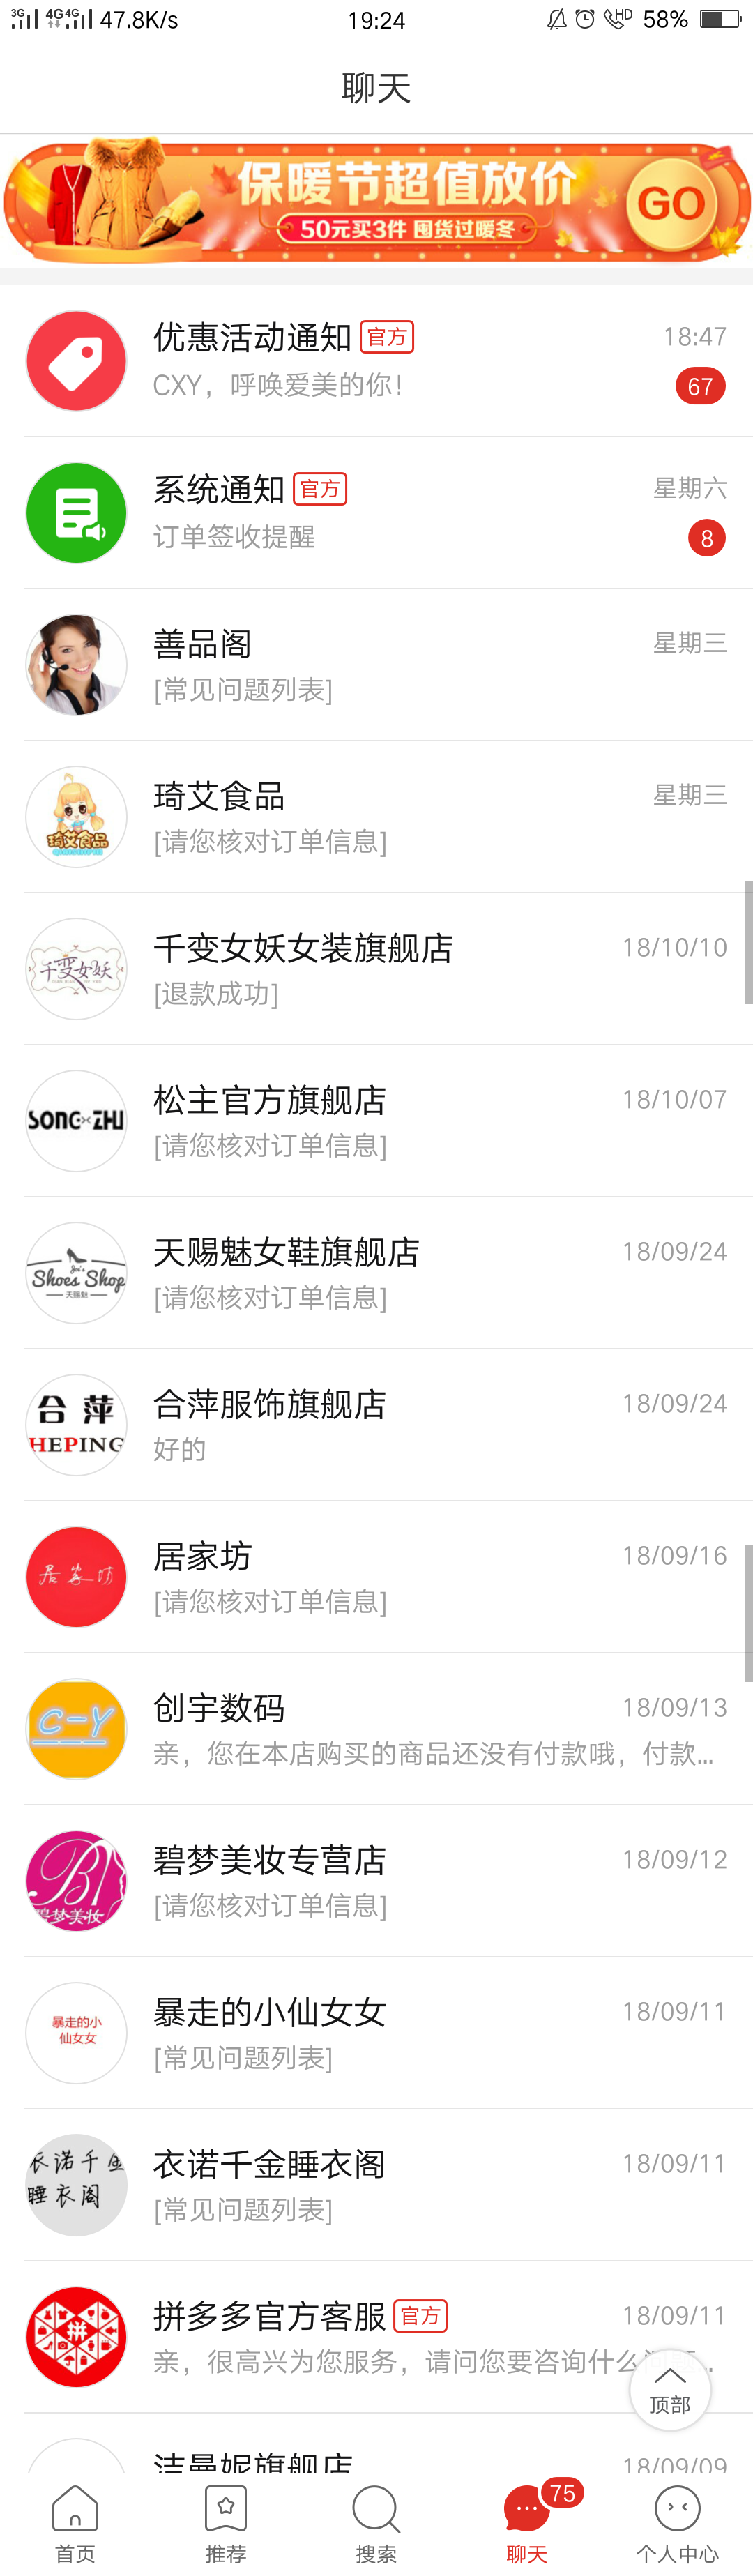 3G 4G 4G 47.8K/s 19:24 HD 58%
聊天
保暖节超值放价
50元买3件 囤货过暖冬
GO
优惠活动通知 官方 18:47
CXY，呼唤爱美的你！ 67
系统通知 官方 星期六
订单签收提醒 8
善品阁 星期三
[常见问题列表]
琦艾食品 星期三
琦艾食品
[请您核对订单信息]
千变女妖女装旗舰店 18/10/10
千变女妖
[退款成功]
松主官方旗舰店 18/10/07
SONG ZHU
[请您核对订单信息]
天赐魅女鞋旗舰店 18/09/24
Shoes Shop
天赐魅
[请您核对订单信息]
合萍服饰旗舰店 18/09/24
合萍
HEPING
好的
居家坊 18/09/16
居家坊
[请您核对订单信息]
创宇数码 18/09/13
C-Y
亲，您在本店购买的商品还没有付款哦，付款...
碧梦美妆专营店 18/09/12
碧梦美妆
[请您核对订单信息]
暴走的小仙女女 18/09/11
暴走的小
仙女女
[常见问题列表]
衣诺千金睡衣阁 18/09/11
衣诺千金
睡衣阁
[常见问题列表]
拼多多官方客服 官方 18/09/11
拼
亲，很高兴为您服务，请问您要咨询什么
顶部
洁曼妮旗舰店 18/09/09
75
首页 推荐 搜索 聊天 个人中心